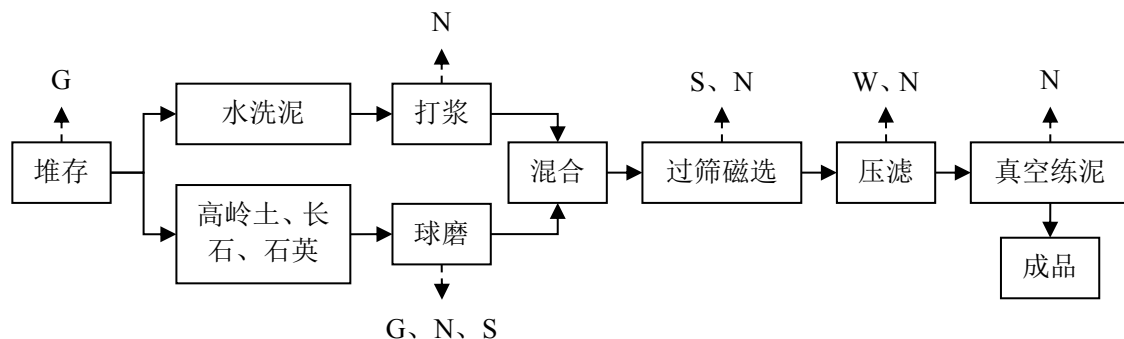 N
G
S、N
W、N
N
水洗泥
打浆
堆存
混合
过筛磁选
压滤
真空练泥
高岭土、长
石、石英
球磨
成品
G、N、S